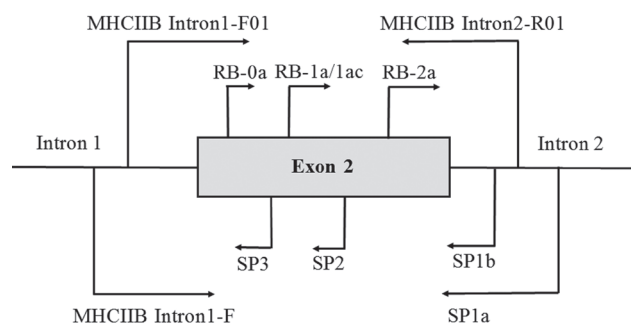 MHCIIB Intron1-F01
MHCIIB Intron2-R01
RB-0a
RB-1a/1ac
RB-2a
Intron 1
Intron 2
Exon 2
SP3
SP2
SP1b
MHCIIB Intron1-F
SP1a